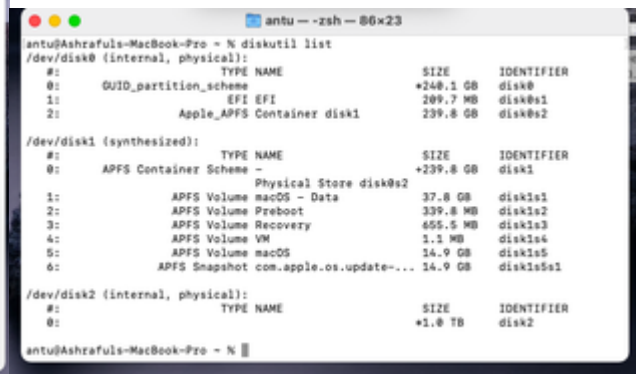 antu — -zsh — 86×23
antu@Ashrafuls-MacBook-Pro ~ % diskutil list
/dev/disk0 (internal, physical):
#: TYPE NAME SIZE IDENTIFIER
0: GUID_partition_scheme *240.1 GB disk0
1: EFI EFI 209.7 MB disk0s1
2: Apple_APFS Container disk1 239.8 GB disk0s2
/dev/disk1 (synthesized):
#: TYPE NAME SIZE IDENTIFIER
0: APFS Container Scheme - +239.8 GB disk1
Physical Store disk0s2
1: APFS Volume macOS - Data 37.8 GB disk1s1
2: APFS Volume Preboot 339.8 MB disk1s2
3: APFS Volume Recovery 655.5 MB disk1s3
4: APFS Volume VM 1.1 MB disk1s4
5: APFS Volume macOS 14.9 GB disk1s5
6: APFS Snapshot com.apple.os.update-... 14.9 GB disk1s5s1
/dev/disk2 (internal, physical):
#: TYPE NAME SIZE IDENTIFIER
0: *1.0 TB disk2
antu@Ashrafuls-MacBook-Pro ~ %